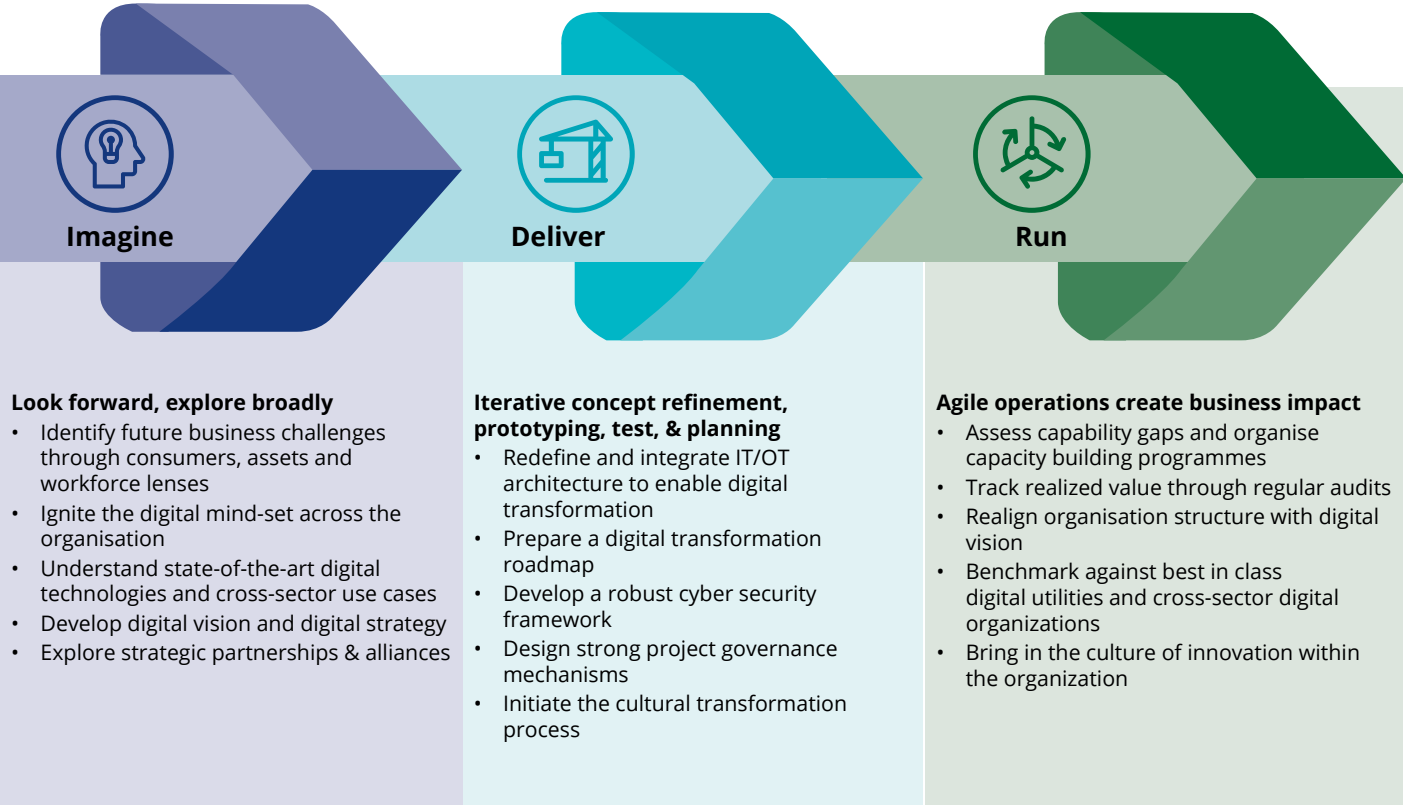 Imagine
Look forward, explore broadly
• Identify future business challenges
through consumers, assets and
workforce lenses
• Ignite the digital mind-set across the
organisation
• Understand state-of-the-art digital
technologies and cross-sector use cases
• Develop digital vision and digital strategy
• Explore strategic partnerships & alliances
Deliver
Iterative concept refinement,
prototyping, test, & planning
• Redefine and integrate IT/OT
architecture to enable digital
transformation
• Prepare a digital transformation
roadmap
• Develop a robust cyber security
framework
• Design strong project governance
mechanisms
• Initiate the cultural transformation
process
Run
Agile operations create business impact
• Assess capability gaps and organise
capacity building programmes
• Track realized value through regular audits
• Realign organisation structure with digital
vision
• Benchmark against best in class
digital utilities and cross-sector digital
organizations
• Bring in the culture of innovation within
the organization